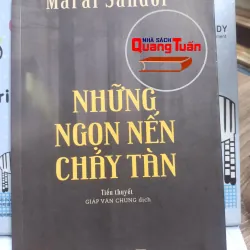 Márai Sándor
NHÀ SÁCH
Quang Tuấn
NHỮNG
NGỌN NẾN
CHÁY TÀN
Tiểu thuyết
GIÁP VĂN CHUNG dịch